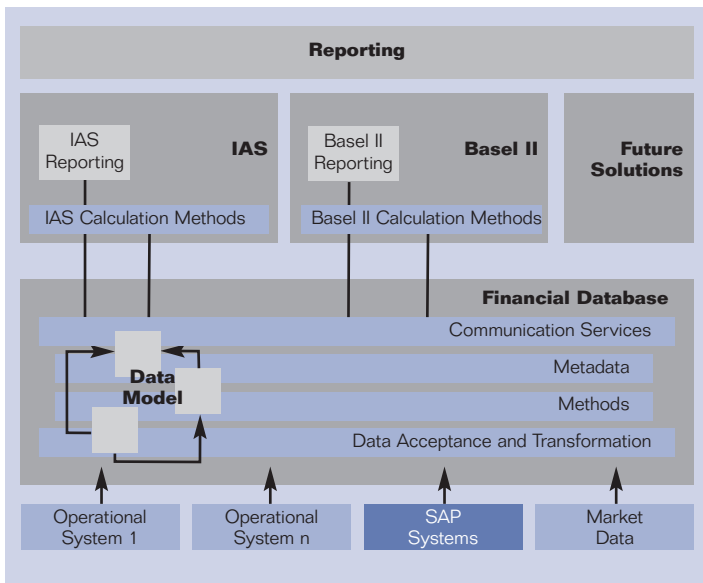 Reporting
IAS
Reporting
IAS
IAS Calculation Methods
Basel II
Reporting
Basel II
Basel II Calculation Methods
Future
Solutions
Financial Database
Communication Services
Metadata
Data
Model
Methods
Data Acceptance and Transformation
Operational
System 1
Operational
System n
SAP
Systems
Market
Data